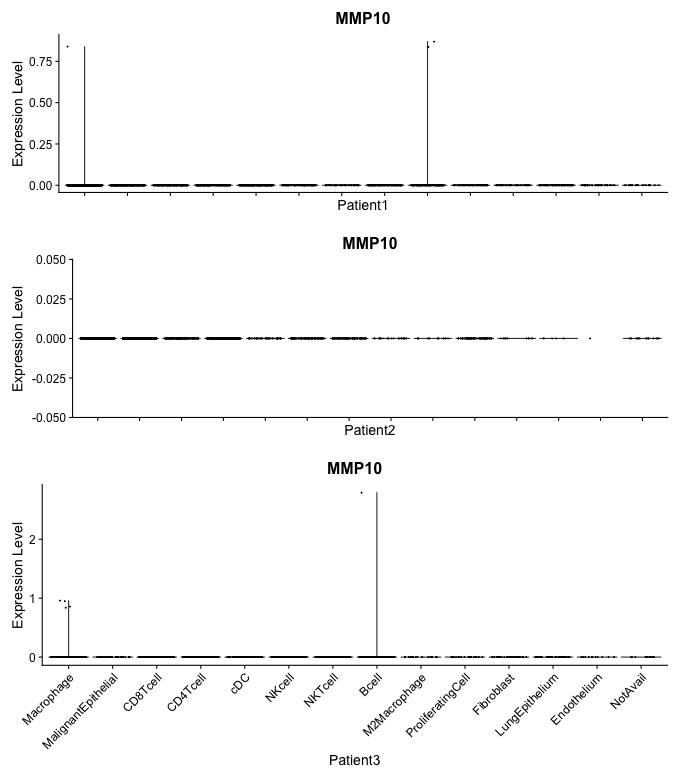 MMP10
Expression Level
0.75
0.50
0.25
0.00
Patient1
MMP10
Expression Level
0.050
0.025
0.000
-0.025
-0.050
Patient2
MMP10
Expression Level
2
1
0
Macrophage
MalignantEpithelial
CD8Tcell
CD4Tcell
cDC
NKcell
NKTcell
Bcell
M2Macrophage
ProliferatingCell
Fibroblast
LungEpithelium
Endothelium
NotAvail
Patient3